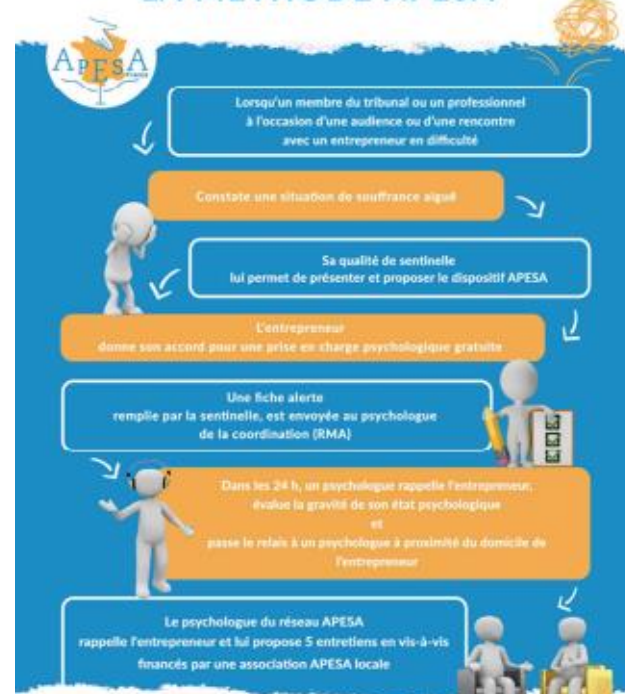 LA MÉTHODE APESA
APESA
FRANCE
Lorsqu'un membre du tribunal ou un professionnel
à l'occasion d'une audience ou d'une rencontre
avec un entrepreneur en difficulté
Constate une situation de souffrance aiguë
Sa qualité de sentinelle
lui permet de présenter et proposer le dispositif APESA
L'entrepreneur
donne son accord pour une prise en charge psychologique gratuite
Une fiche alerte
remplie par la sentinelle, est envoyée au psychologue
de la coordination (RMA)
Dans les 24 h, un psychologue rappelle l'entrepreneur,
évalue la gravité de son état psychologique
et
passe le relais à un psychologue à proximité du domicile de
l'entrepreneur
Le psychologue du réseau APESA
rappelle l'entrepreneur et lui propose 5 entretiens en vis-à-vis
financés par une association APESA locale